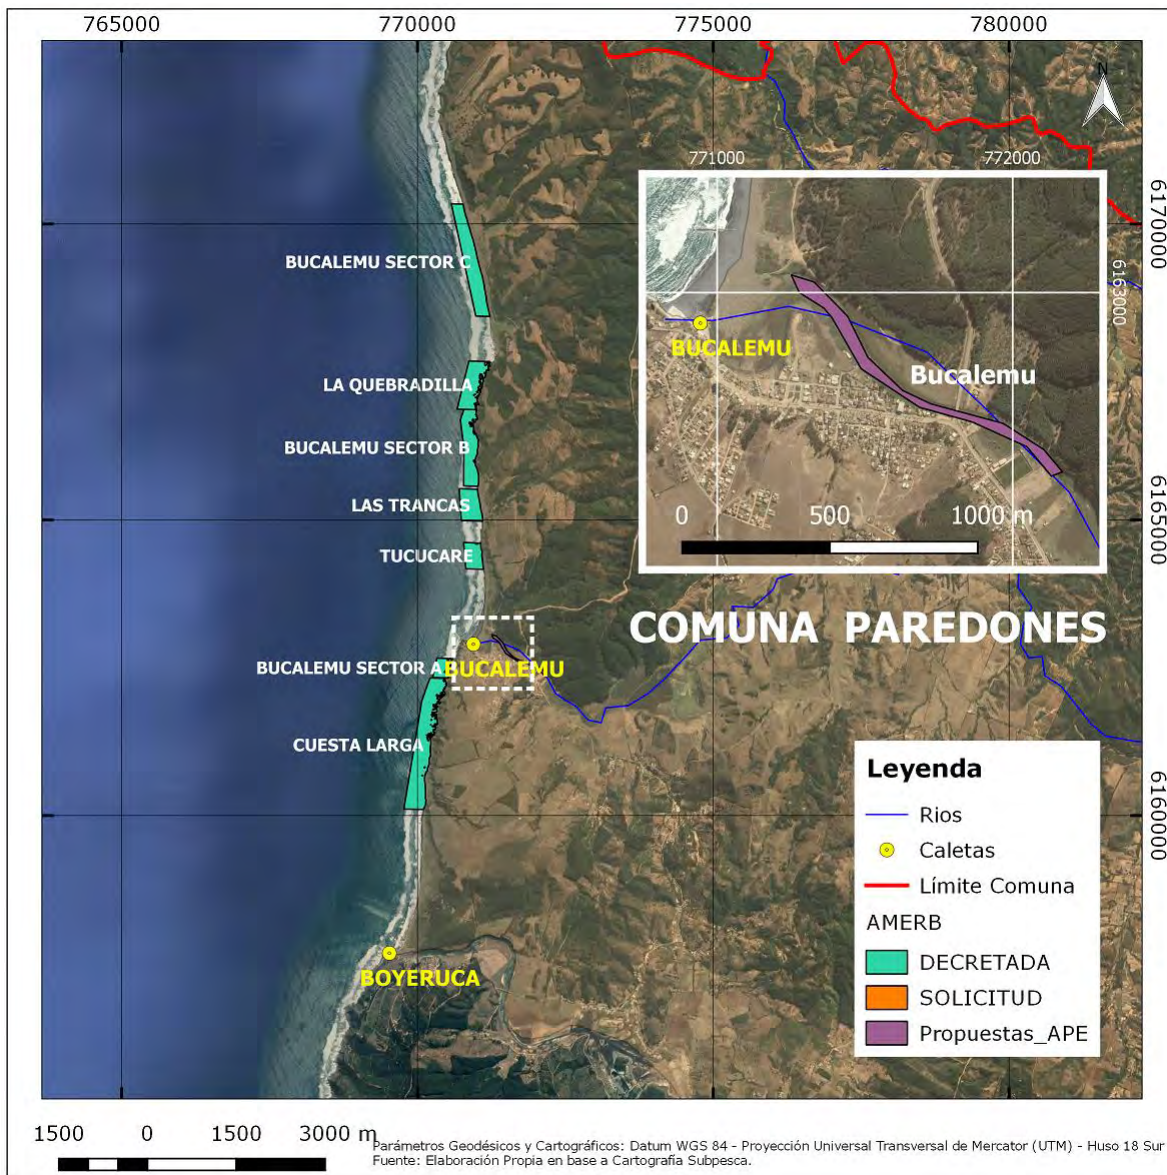 765000
770000
775000
780000
N
771000
772000
6170000
6163000
BUCALEMU SECTOR C
BUCALEMU
Bucalemu
LA QUEBRADILLA
BUCALEMU SECTOR B
LAS TRANCAS
0 500 1000 m
6165000
TUCUCARE
COMUNA PAREDONES
BUCALEMU SECTOR A
BUCALEMU
CUESTA LARGA
Leyenda
Rios
Caletas
Límite Comuna
AMERB
DECRETADA
SOLICITUD
Propuestas_APE
6160000
BOYERUCA
1500 0 1500 3000 m
Parámetros Geodésicos y Cartográficos: Datum WGS 84 - Proyección Universal Transversal de Mercator (UTM) - Huso 18 Sur
Fuente: Elaboración Propia en base a Cartografía Subpesca.